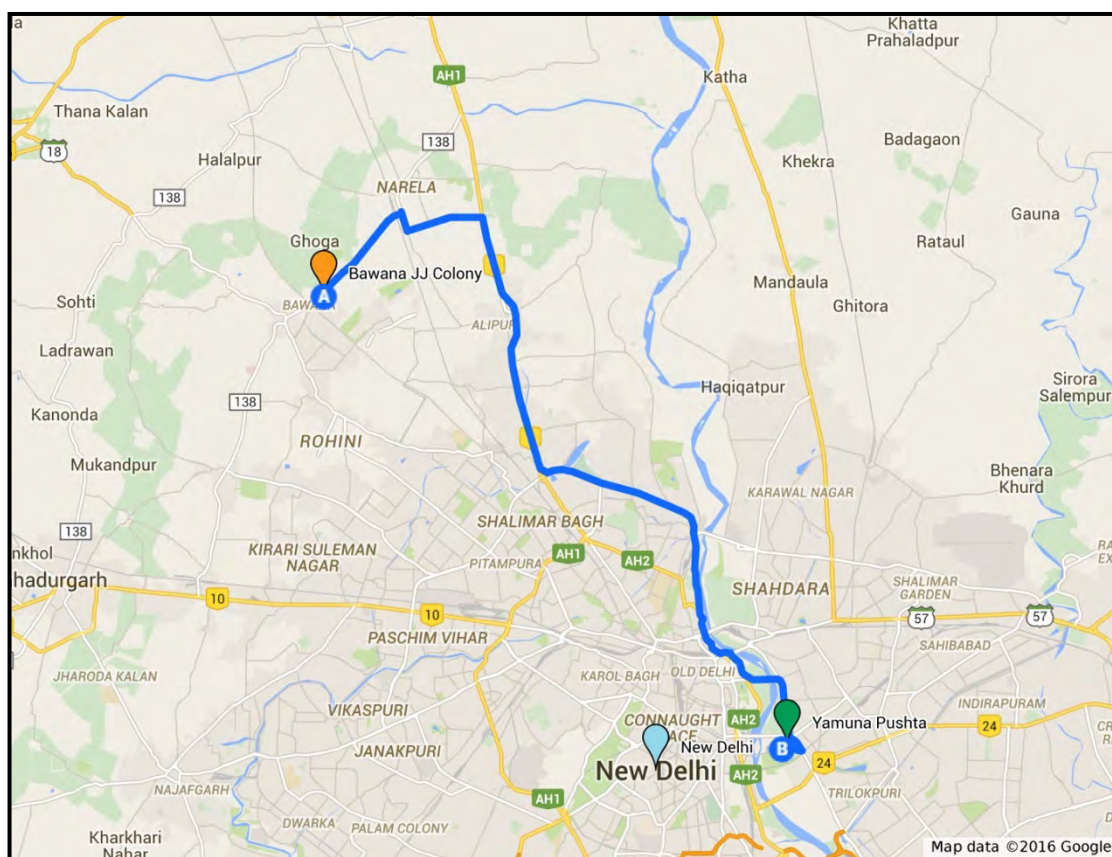 Khatta
Prahaladpur
AH1
Katha
Thana Kalan
138
Badagaon
18
Halalpur
Khekra
NARELA
138
Gauna
Ghoga
Rataul
Bawana JJ Colony
A
Mandaula
Sohti
Ghitora
ALIPUR
Ladrawan
Haqiqatpur
Sirora
Salempur
138
Kanonda
ROHINI
Mukandpur
Bhenara
Khurd
KARAWAL NAGAR
SHALIMAR BAGH
138
KIRARI SULEMAN
NAGAR
AH1
AH2
PITAMPURA
hadurgarh
SHAHDARA
SHALIMAR
GARDEN
10
10
57
57
PASCHIM VIHAR
SAHIBABAD
OLD DELHI
JHARODA KALAN
KAROL BAGH
INDIRAPURAM
VIKASPURI
CONNAUGHT
AH2
Yamuna Pushta
24
JANAKPURI
New Delhi
B
New Delhi
AH2
24
NAJAFGARH
TRILOKPURI
AH1
DWARKA
PALAM COLONY
Kharkhari
Nahar
Map data ©2016 Google